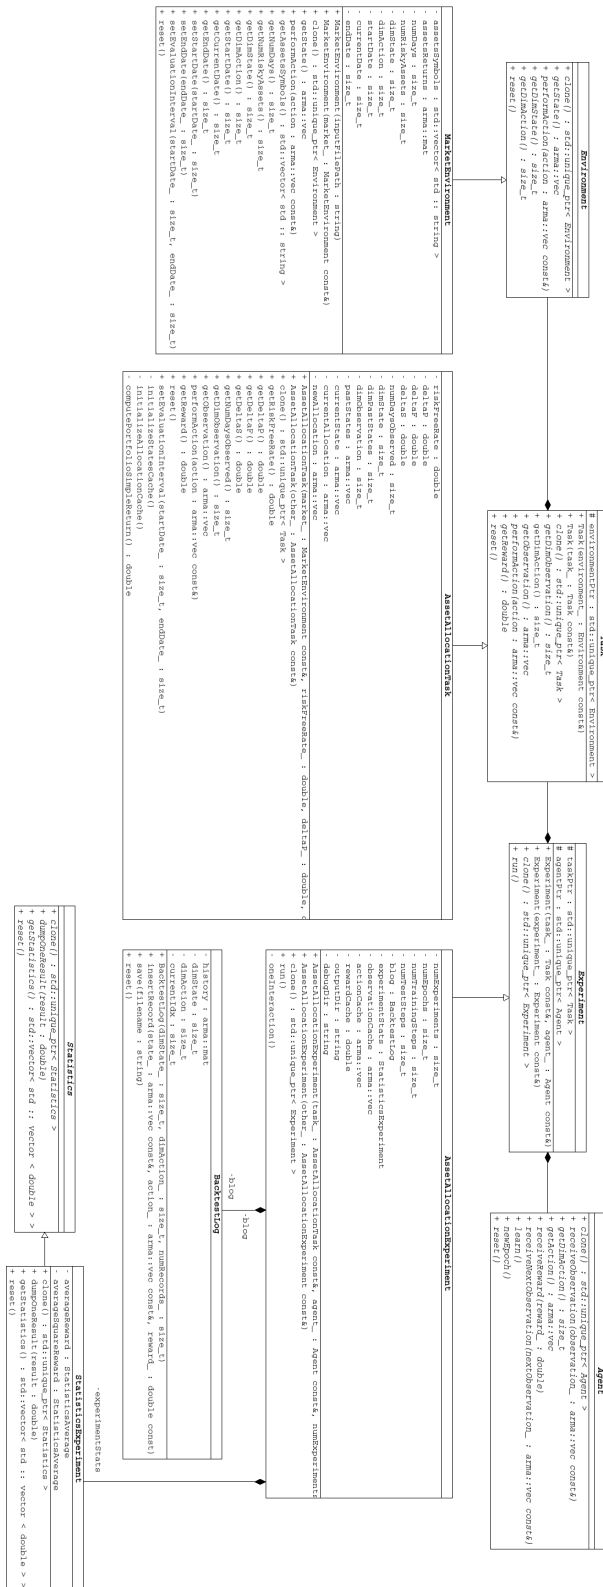 Environment
+ clone() : std::unique_ptr< Environment >
+ getState() : arma::vec
+ performAction(action : arma::vec const&)
+ getDimState() : size_t
+ getDimAction() : size_t
+ reset()
Task
# environmentPtr : std::unique_ptr< Environment >
+ Task(environment_ : Environment const&)
+ Task(task_ : Task const&)
+ clone() : std::unique_ptr< Task >
+ getDimObservation() : size_t
+ getDimAction() : size_t
+ getObservation() : arma::vec
+ performAction(action : arma::vec const&)
+ getReward() : double
+ reset()
Experiment
# taskPtr : std::unique_ptr< Task >
# agentPtr : std::unique_ptr< Agent >
+ Experiment(task_ : Task const&, agent_ : Agent const&)
+ Experiment(experiment_ : Experiment const&)
+ clone() : std::unique_ptr< Experiment >
+ run()
Agent
+ clone() : std::unique_ptr< Agent >
+ receiveObservation(observation_ : arma::vec const&)
+ getDimAction() : size_t
+ getAction() : arma::vec
+ receiveReward(reward_ : double)
+ receiveNextObservation(nextObservation_ : arma::vec const&)
+ learn()
+ newEpoch()
+ reset()
MarketEnvironment
- assetsSymbols : std::vector< std :: string >
- assetsReturns : arma::mat
- numDays : size_t
- numRiskyAssets : size_t
- dimState : size_t
- dimAction : size_t
- startDate : size_t
- currentDate : size_t
- endDate : size_t
+ MarketEnvironment(inputFilePath : string)
+ MarketEnvironment(market_ : MarketEnvironment const&)
+ clone() : std::unique_ptr< Environment >
+ getState() : arma::vec
+ performAction(action : arma::vec const&)
+ getAssetsSymbols() : std::vector< std :: string >
+ getNumDays() : size_t
+ getNumRiskyAssets() : size_t
+ getDimState() : size_t
+ getDimAction() : size_t
+ getStartDate() : size_t
+ getCurrentDate() : size_t
+ getEndDate() : size_t
+ setStartDate(startDate_ : size_t)
+ setEndDate(endDate_ : size_t)
+ setEvaluationInterval(startDate_ : size_t, endDate_ : size_t)
+ reset()
AssetAllocationTask
- riskFreeRate : double
- deltaP : double
- deltaF : double
- deltaS : double
- numDaysObserved : size_t
- dimState : size_t
- dimPastStates : size_t
- dimObservation : size_t
- pastStates : arma::vec
- currentState : arma::vec
- currentAllocation : arma::vec
- newAllocation : arma::vec
+ AssetAllocationTask(market_ : MarketEnvironment const&, riskFreeRate_ : double, deltaP_ : double,
+ AssetAllocationTask(other_ : AssetAllocationTask const&)
+ clone() : std::unique_ptr< Task >
+ getRiskFreeRate() : double
+ getDeltaP() : double
+ getDeltaF() : double
+ getDeltaS() : double
+ getNumDaysObserved() : size_t
+ getDimObservation() : size_t
+ getObservation() : arma::vec
+ performAction(action : arma::vec const&)
+ getReward() : double
+ reset()
+ setEvaluationInterval(startDate_ : size_t, endDate_ : size_t)
- initializeStatesCache()
- initializeAllocationCache()
- computePortfolioSimpleReturn() : double
AssetAllocationExperiment
- numExperiments : size_t
- numEpochs : size_t
- numTrainingSteps : size_t
- numTestSteps : size_t
- blog : BacktestLog
- experimentStats : StatisticsExperiment
- observationCache : arma::vec
- actionCache : arma::vec
- rewardCache : double
- outputDir : string
- debugDir : string
+ AssetAllocationExperiment(task_ : AssetAllocationTask const&, agent_ : Agent const&, numExperiments
+ AssetAllocationExperiment(other_ : AssetAllocationExperiment const&)
+ clone() : std::unique_ptr< Experiment >
+ run()
- oneInteraction()
-blog
-blog
-experimentStats
BacktestLog
- history : arma::mat
- dimState : size_t
- dimAction : size_t
- currentIdx : size_t
+ BacktestLog(dimState_ : size_t, dimAction_ : size_t, numRecords_ : size_t)
+ insertRecord(state_ : arma::vec const&, action_ : arma::vec const&, reward_ : double const)
+ save(filename : string)
+ reset()
Statistics
+ clone() : std::unique_ptr< Statistics >
+ dumpOneResult(result : double)
+ getStatistics() : std::vector< std :: vector < double > >
+ reset()
StatisticsExperiment
- averageReward : StatisticsAverage
- averageSquareReward : StatisticsAverage
+ clone() : std::unique_ptr< Statistics >
+ dumpOneResult(result : double)
+ getStatistics() : std::vector< std :: vector < double > >
+ reset()